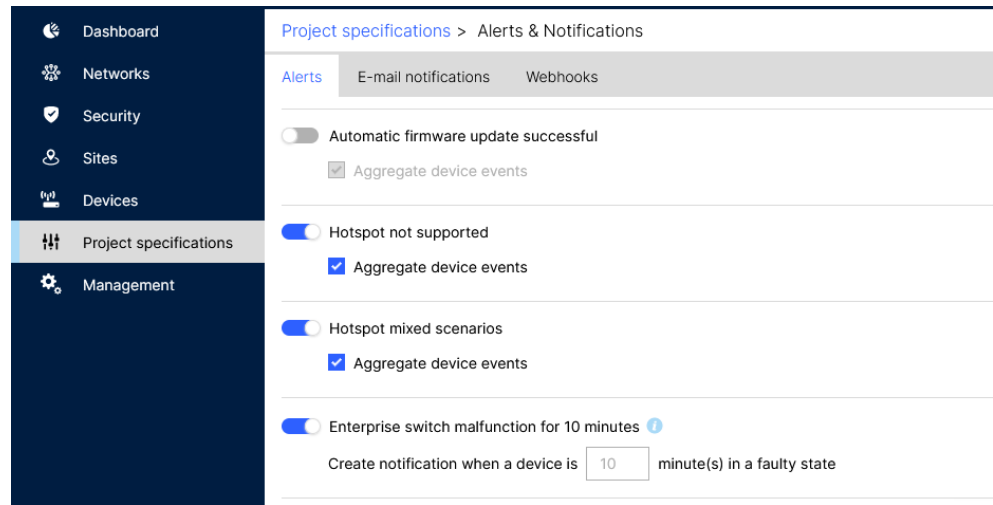 Dashboard
Networks
Security
Sites
Devices
Project specifications
Management
Project specifications > Alerts & Notifications
Alerts E-mail notifications Webhooks
Automatic firmware update successful
Aggregate device events
Hotspot not supported
Aggregate device events
Hotspot mixed scenarios
Aggregate device events
Enterprise switch malfunction for 10 minutes i
Create notification when a device is 10 minute(s) in a faulty state